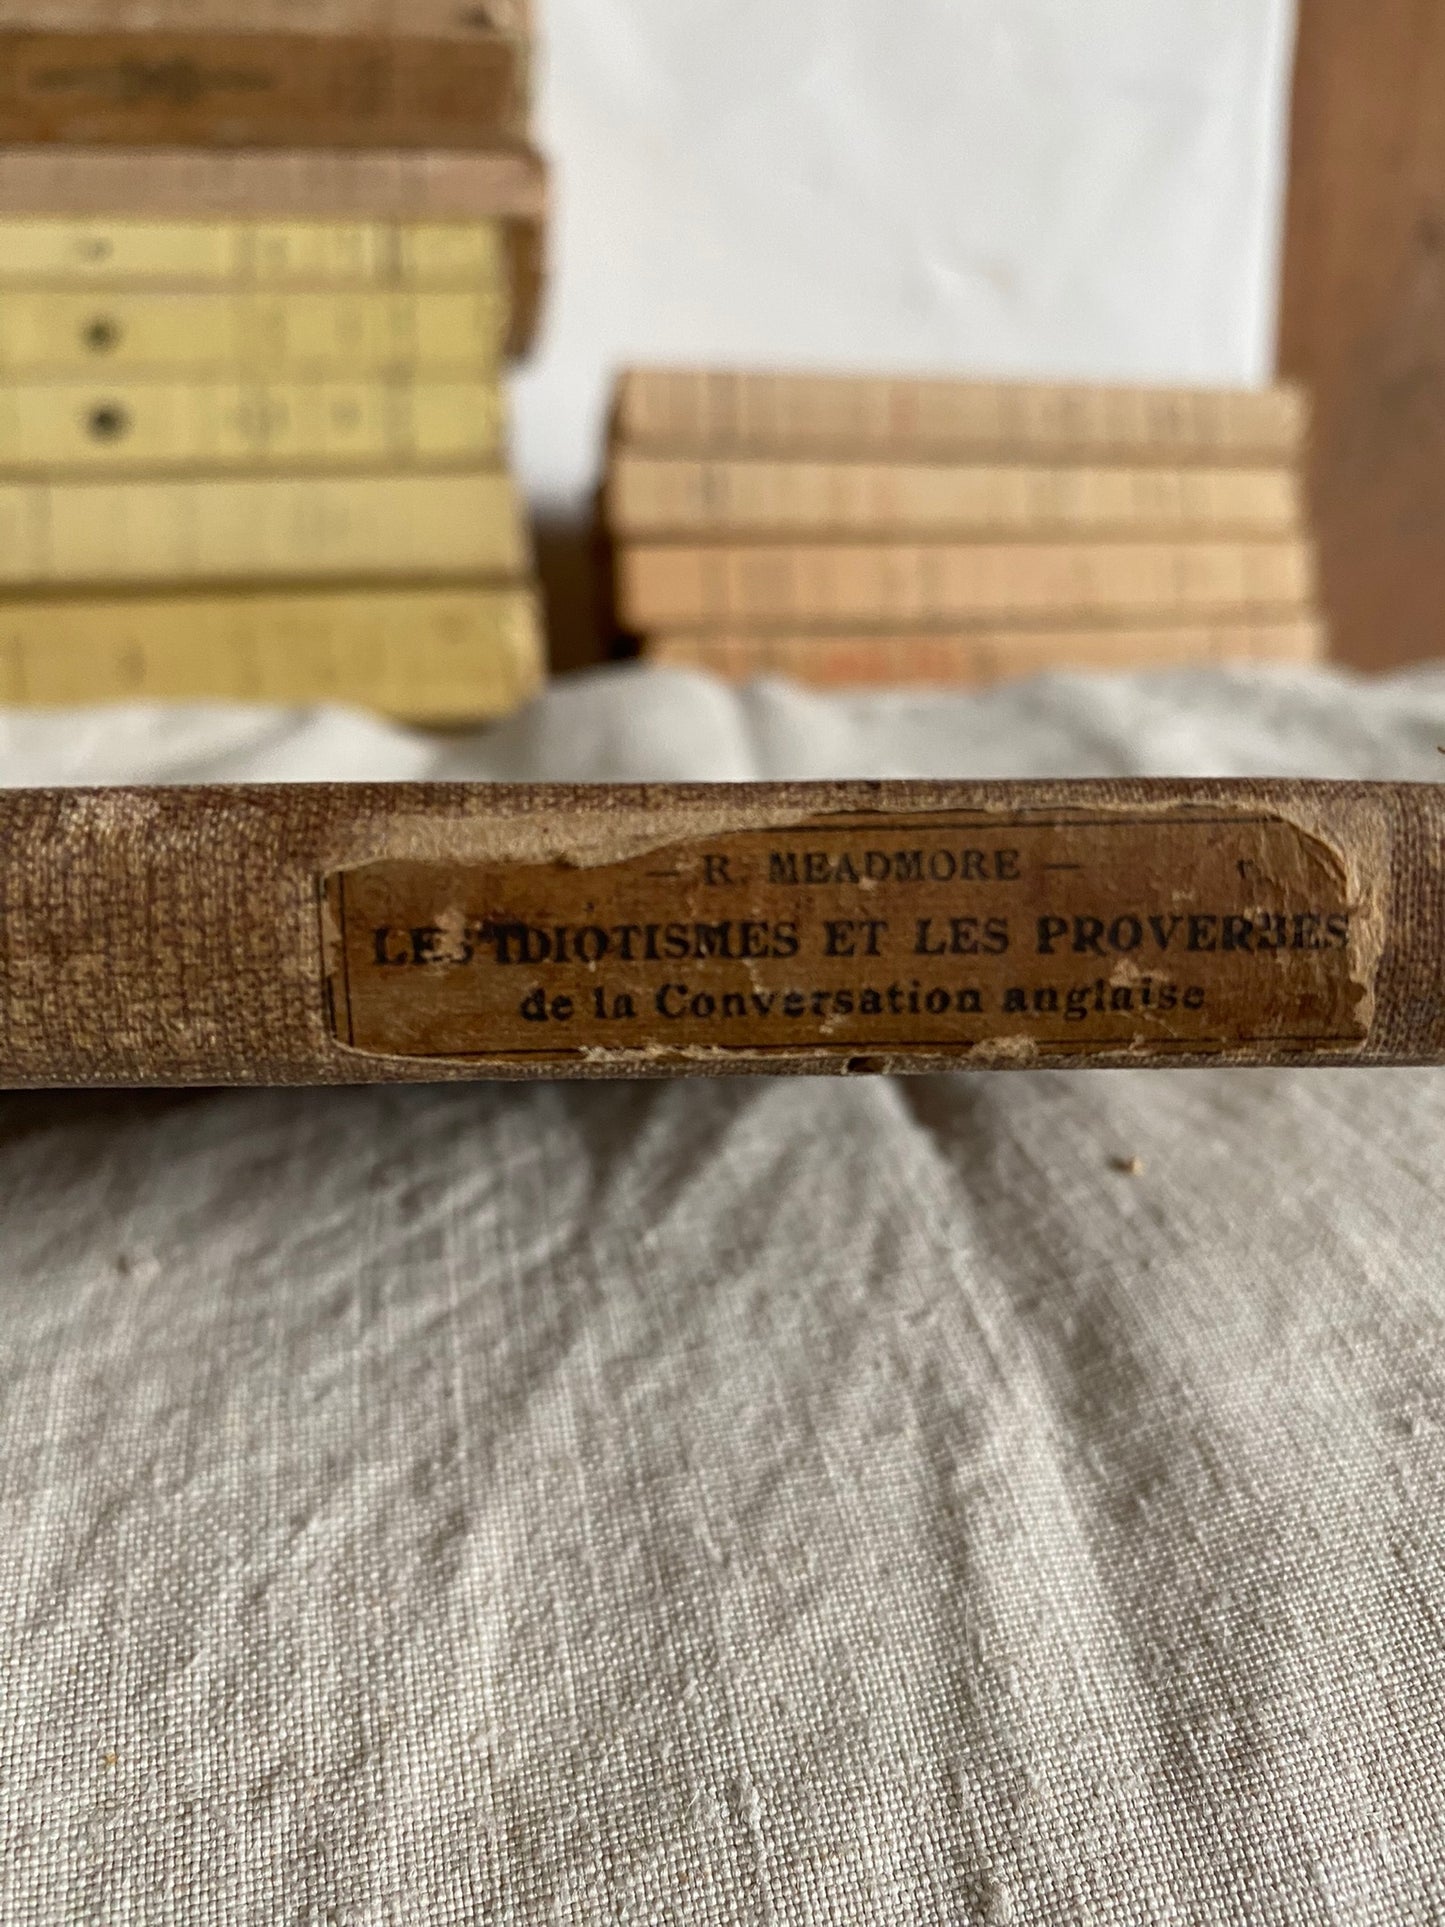 — R. MEADMORE —
LES IDIOTISMES ET LES PROVERBES
de la Conversation anglaise